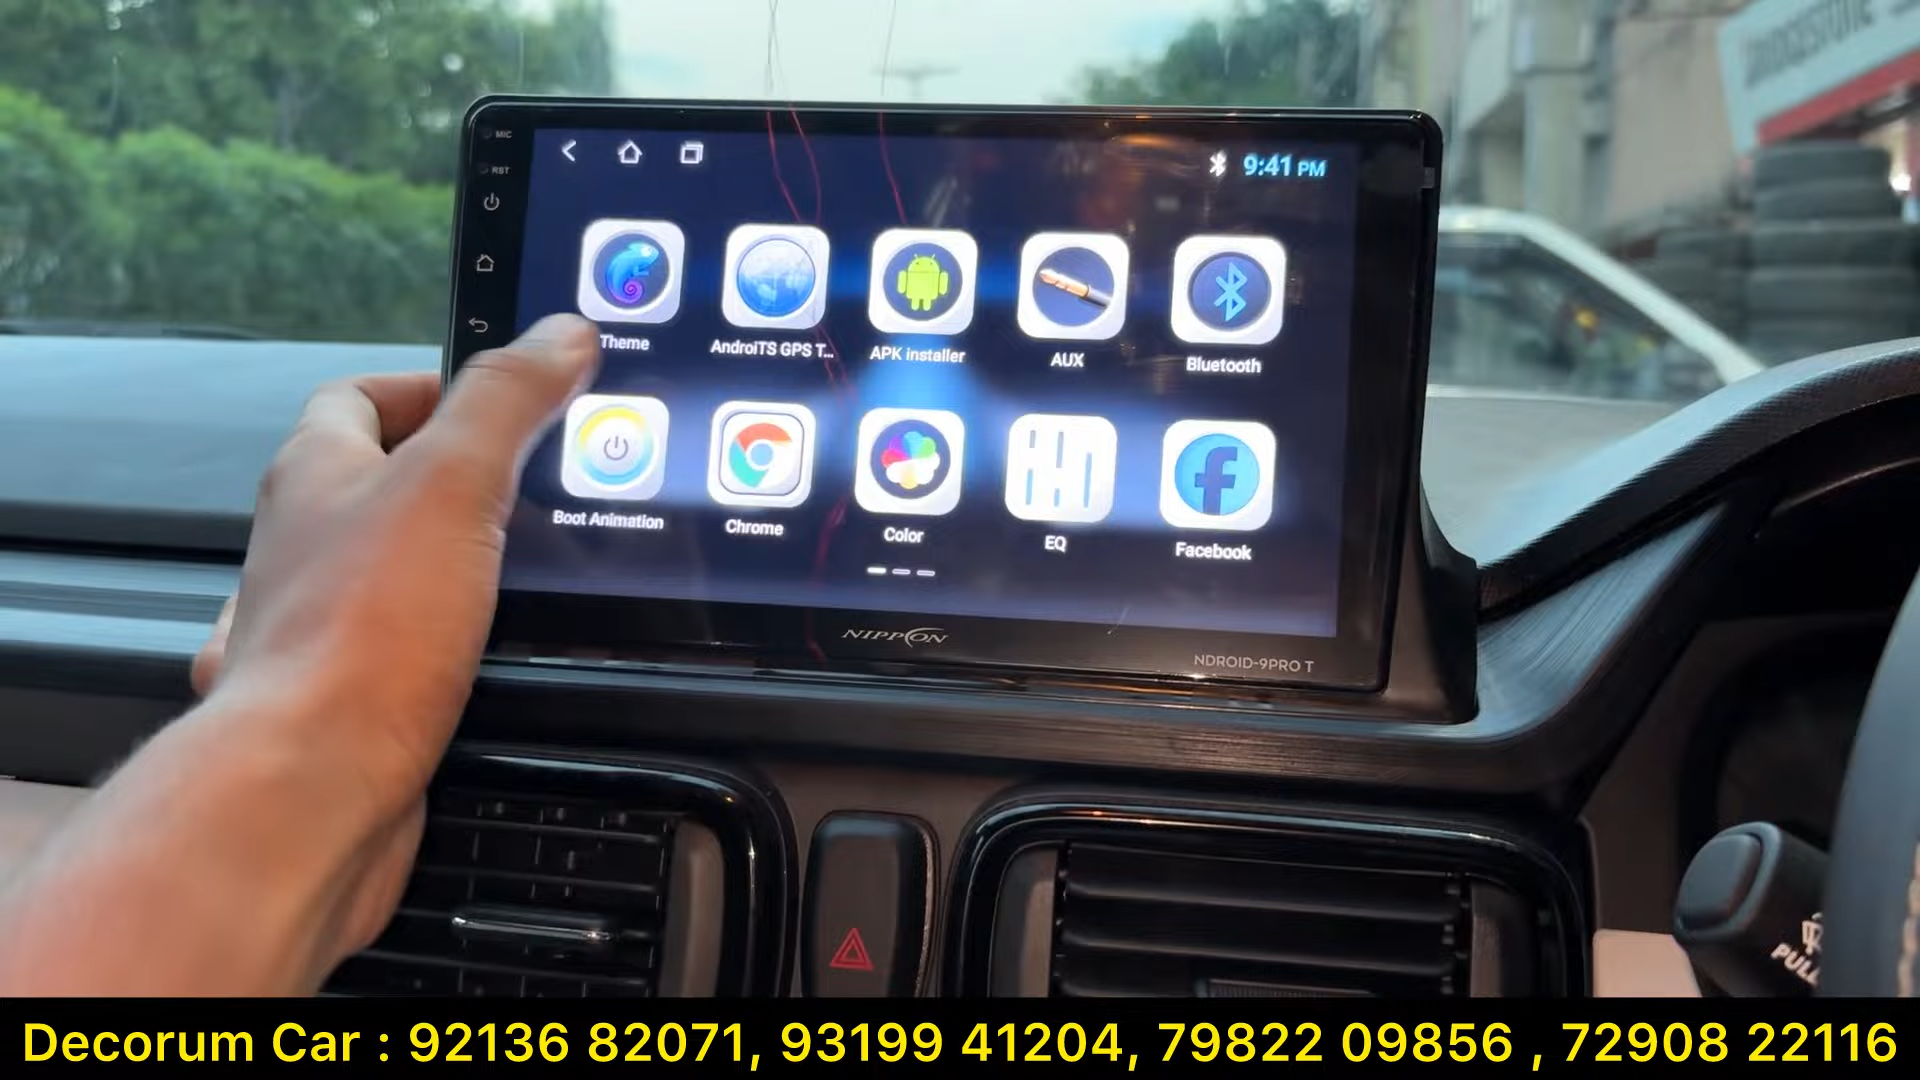 MIC
9:41 PM
RST
Theme
AndroiTS GPS T...
APK installer
AUX
Bluetooth
Boot Animation
Chrome
Color
EQ
Facebook
NIPPON
NDROID-9PRO T
Decorum Car : 92136 82071, 93199 41204, 79822 09856 , 72908 22116